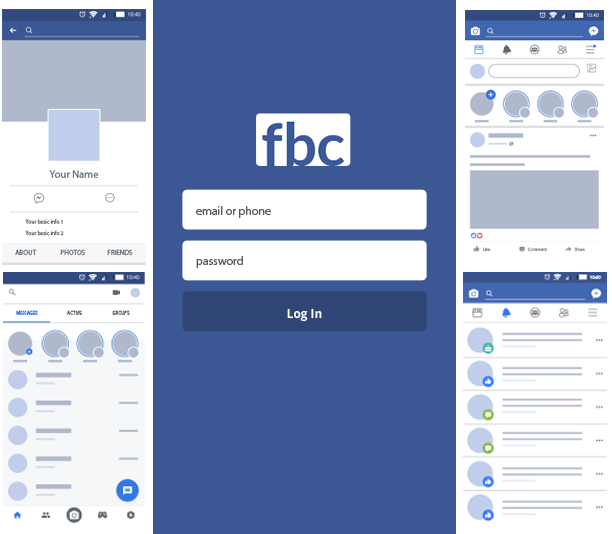 10:40
Your Name
Your basic info 1
Your basic info 2
ABOUT PHOTOS FRIENDS
10:40
MESSAGES ACTIVE GROUPS
fbc
email or phone
password
Log In
10:40
Like Comment Share
10:40